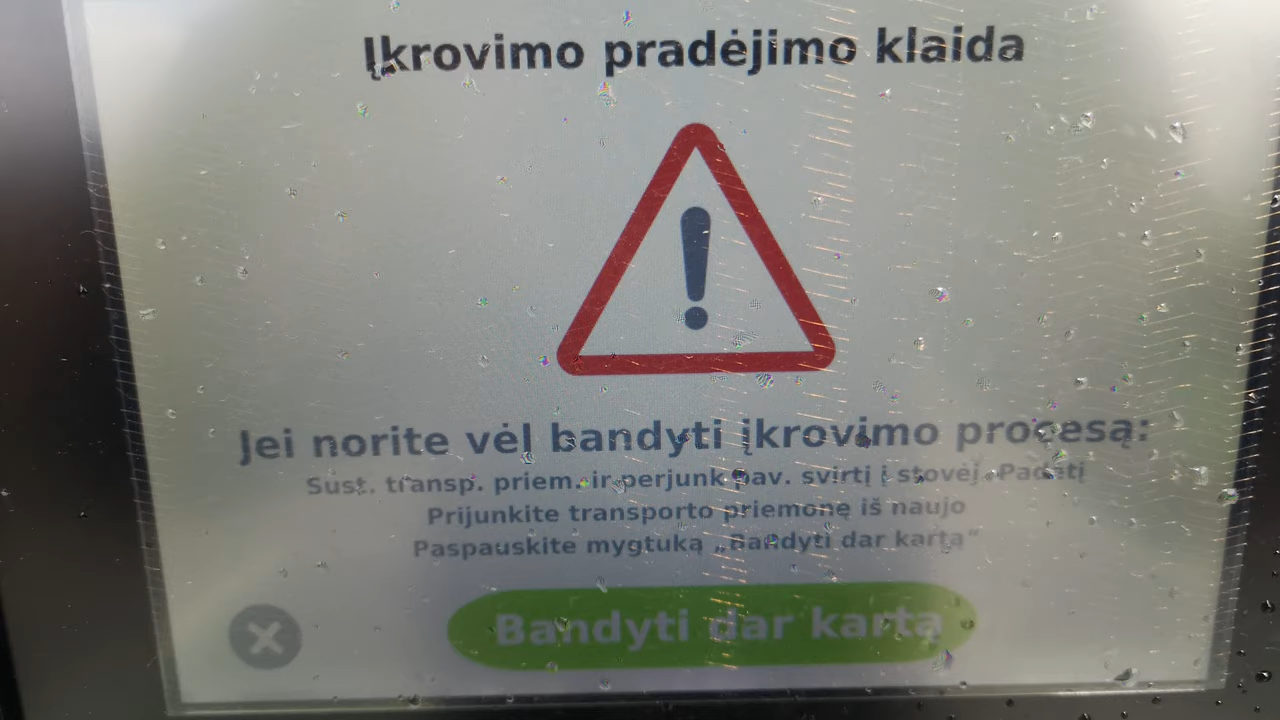 Įkrovimo pradėjimo klaida
Jei norite vėl bandyti įkrovimo procesą:
Sust. transp. priem. ir perjunk pav. svirtį į stovėj. Padėtį
Prijunkite transporto priemonę iš naujo
Paspauskite mygtuką „Bandyti dar kartą“
Bandyti dar kartą